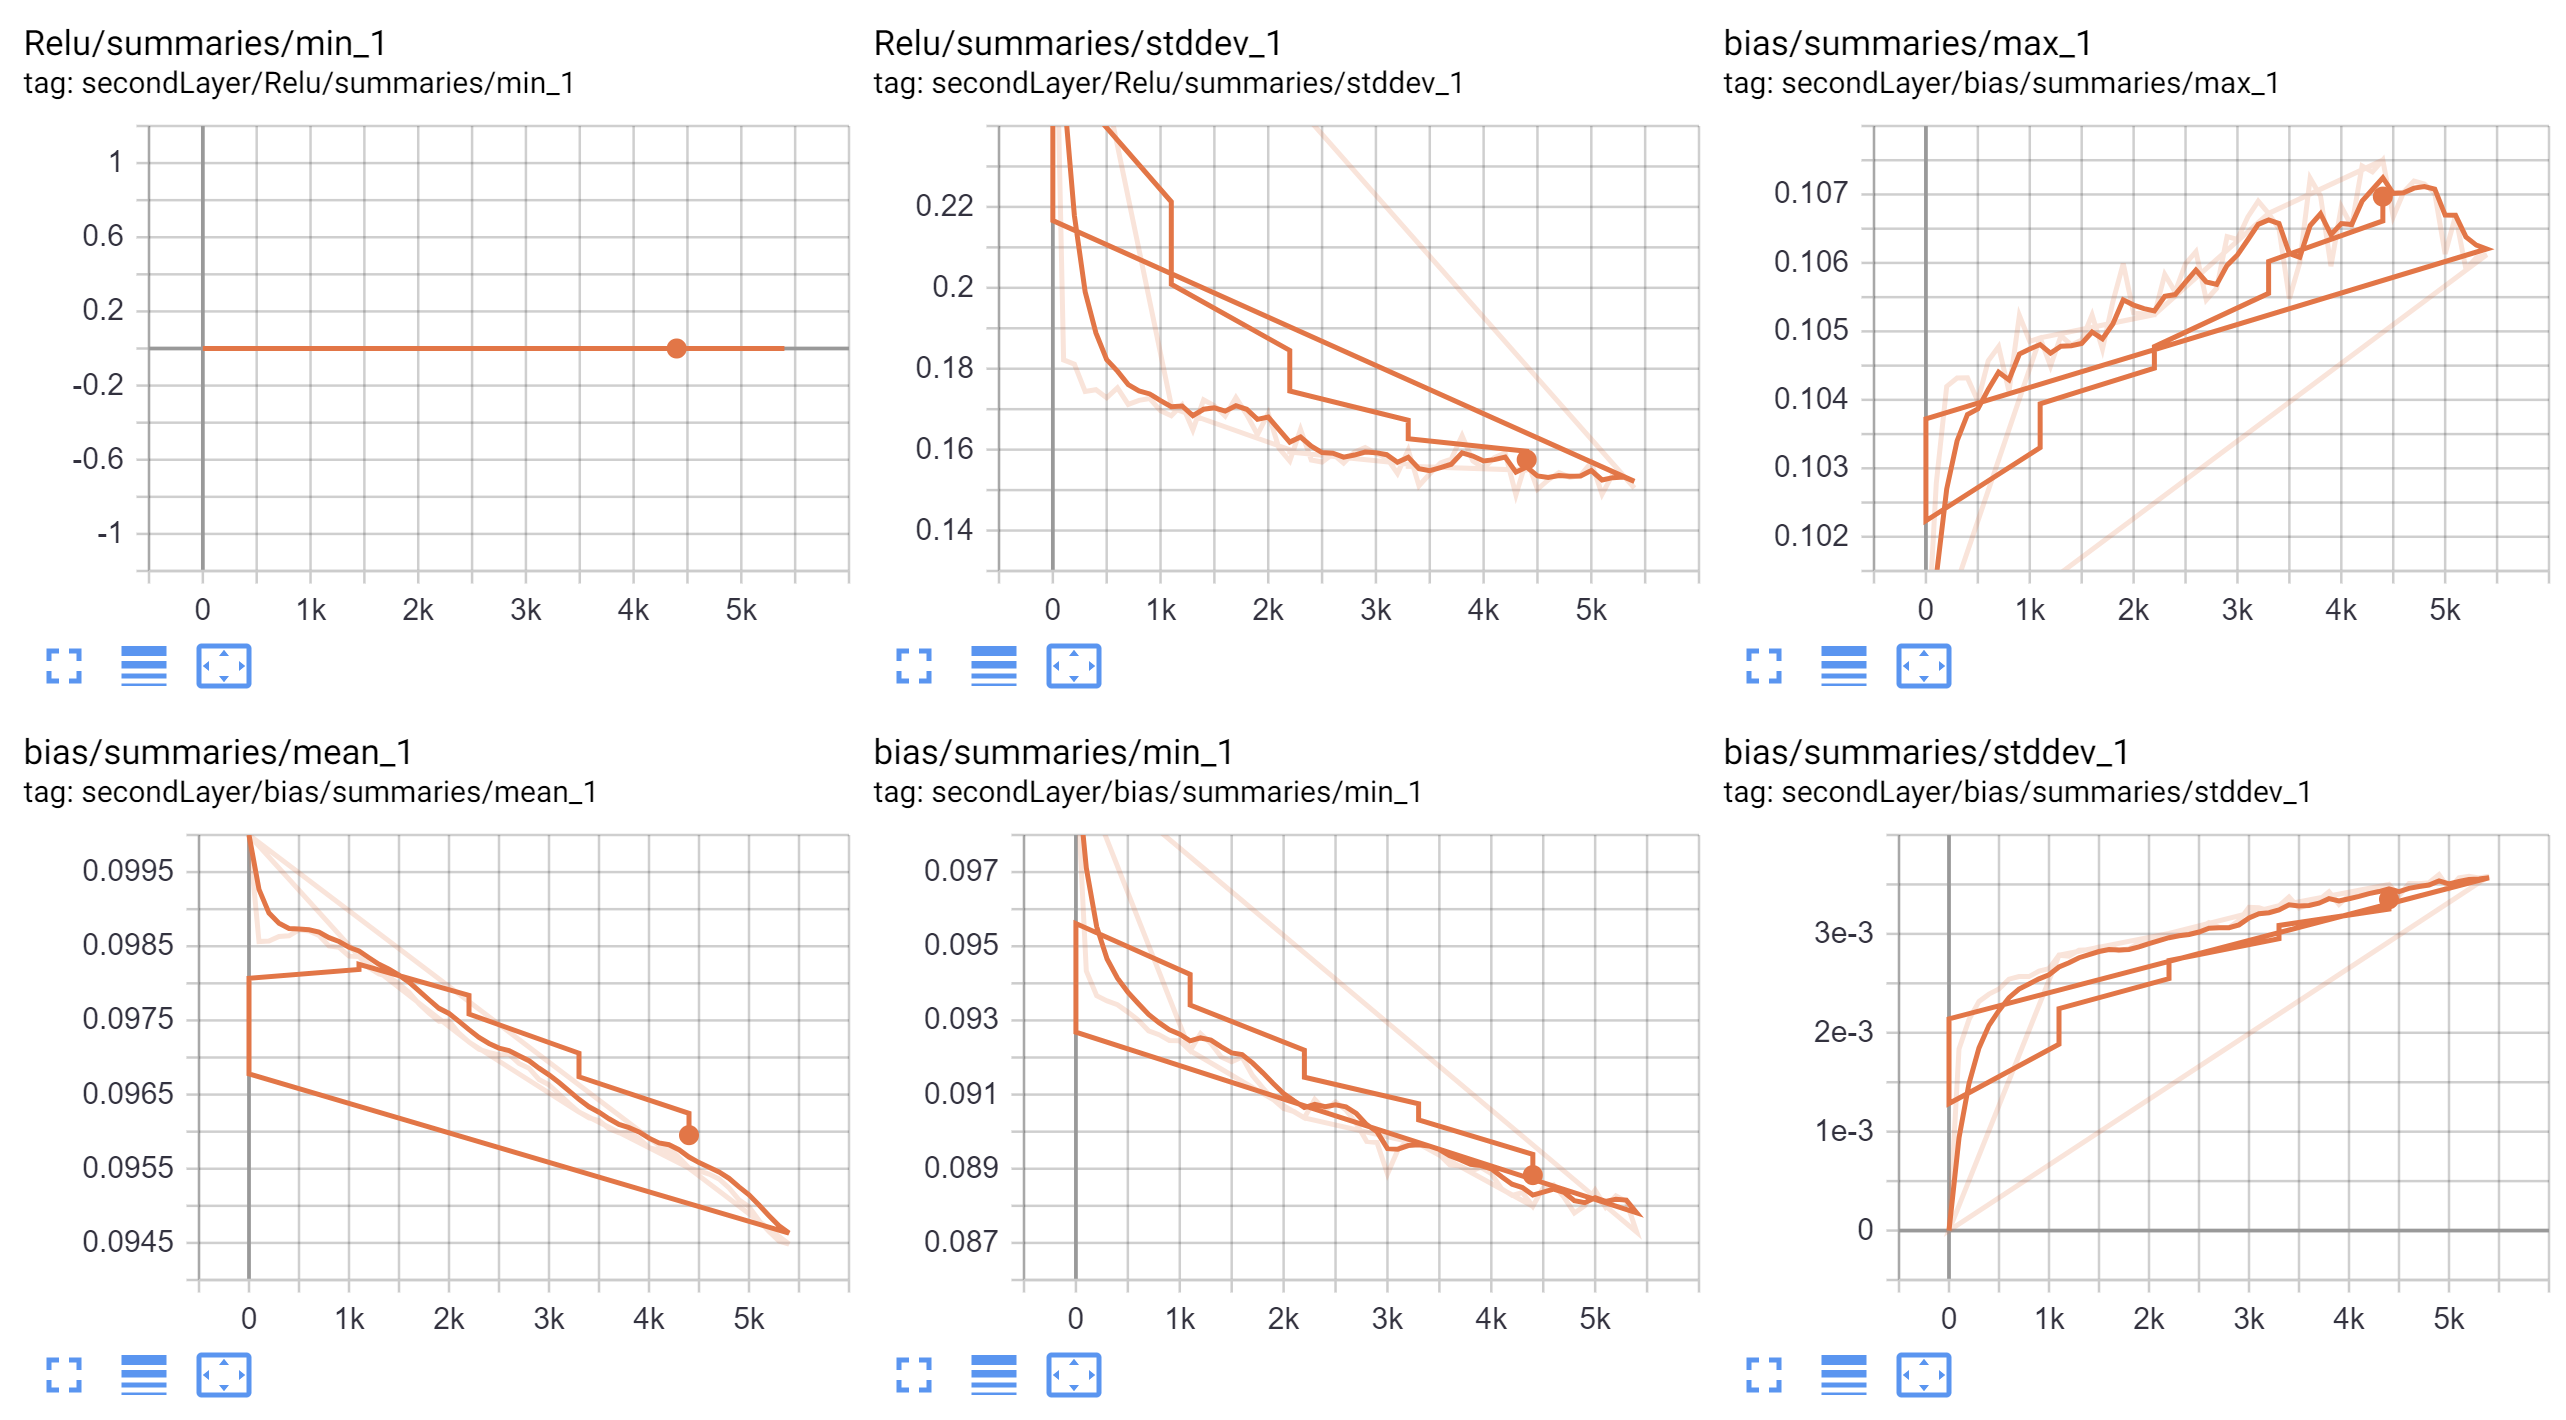 Relu/summaries/min_1
tag: secondLayer/Relu/summaries/min_1
1
0.6
0.2
-0.2
-0.6
-1
0 1k 2k 3k 4k 5k
Relu/summaries/stddev_1
tag: secondLayer/Relu/summaries/stddev_1
0.22
0.2
0.18
0.16
0.14
0 1k 2k 3k 4k 5k
bias/summaries/max_1
tag: secondLayer/bias/summaries/max_1
0.107
0.106
0.105
0.104
0.103
0.102
0 1k 2k 3k 4k 5k
bias/summaries/mean_1
tag: secondLayer/bias/summaries/mean_1
0.0995
0.0985
0.0975
0.0965
0.0955
0.0945
0 1k 2k 3k 4k 5k
bias/summaries/min_1
tag: secondLayer/bias/summaries/min_1
0.097
0.095
0.093
0.091
0.089
0.087
0 1k 2k 3k 4k 5k
bias/summaries/stddev_1
tag: secondLayer/bias/summaries/stddev_1
3e-3
2e-3
1e-3
0
0 1k 2k 3k 4k 5k